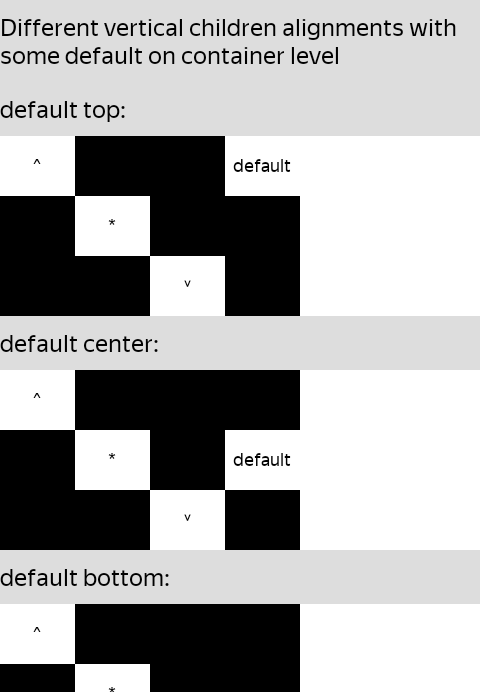 Different vertical children alignments with
some default on container level
default top:
^ default
*
v
default center:
^
* default
v
default bottom:
^
*